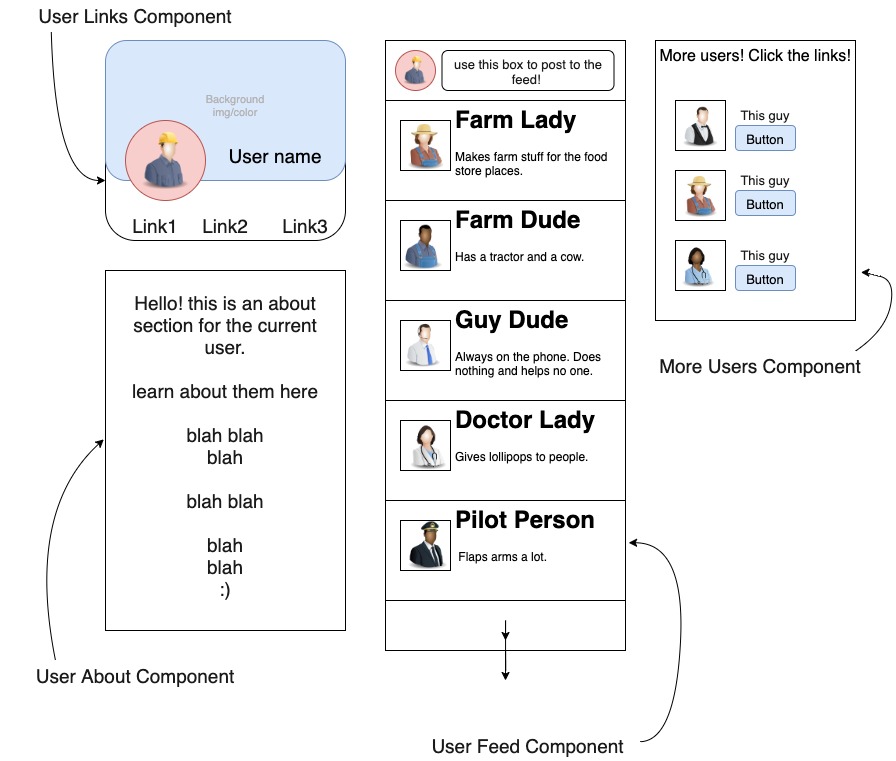 User Links Component
Background
img/color
User name
Link1 Link2 Link3
Hello! this is an about
section for the current
user.
learn about them here
blah blah
blah
blah blah
blah
blah
:)
User About Component
use this box to post to the
feed!
Farm Lady
Makes farm stuff for the food
store places.
Farm Dude
Has a tractor and a cow.
Guy Dude
Always on the phone. Does
nothing and helps no one.
Doctor Lady
Gives lollipops to people.
Pilot Person
Flaps arms a lot.
User Feed Component
More users! Click the links!
This guy
Button
This guy
Button
This guy
Button
More Users Component